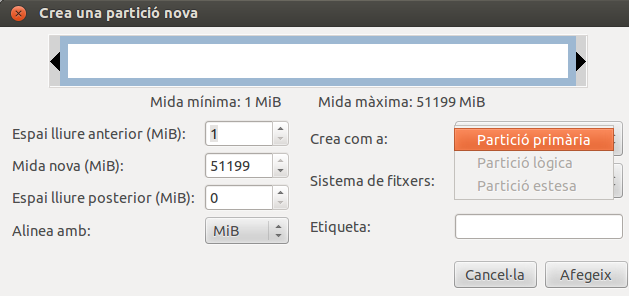 Crea una partició nova
Mida mínima: 1 MiB
Mida màxima: 51199 MiB
Espai lliure anterior (MiB):
1
Mida nova (MiB):
51199
Espai lliure posterior (MiB):
0
Alinea amb:
MiB
Crea com a:
Partició primària
Partició lògica
Partició estesa
Sistema de fitxers:
Etiqueta:
Cancel·la
Afegeix